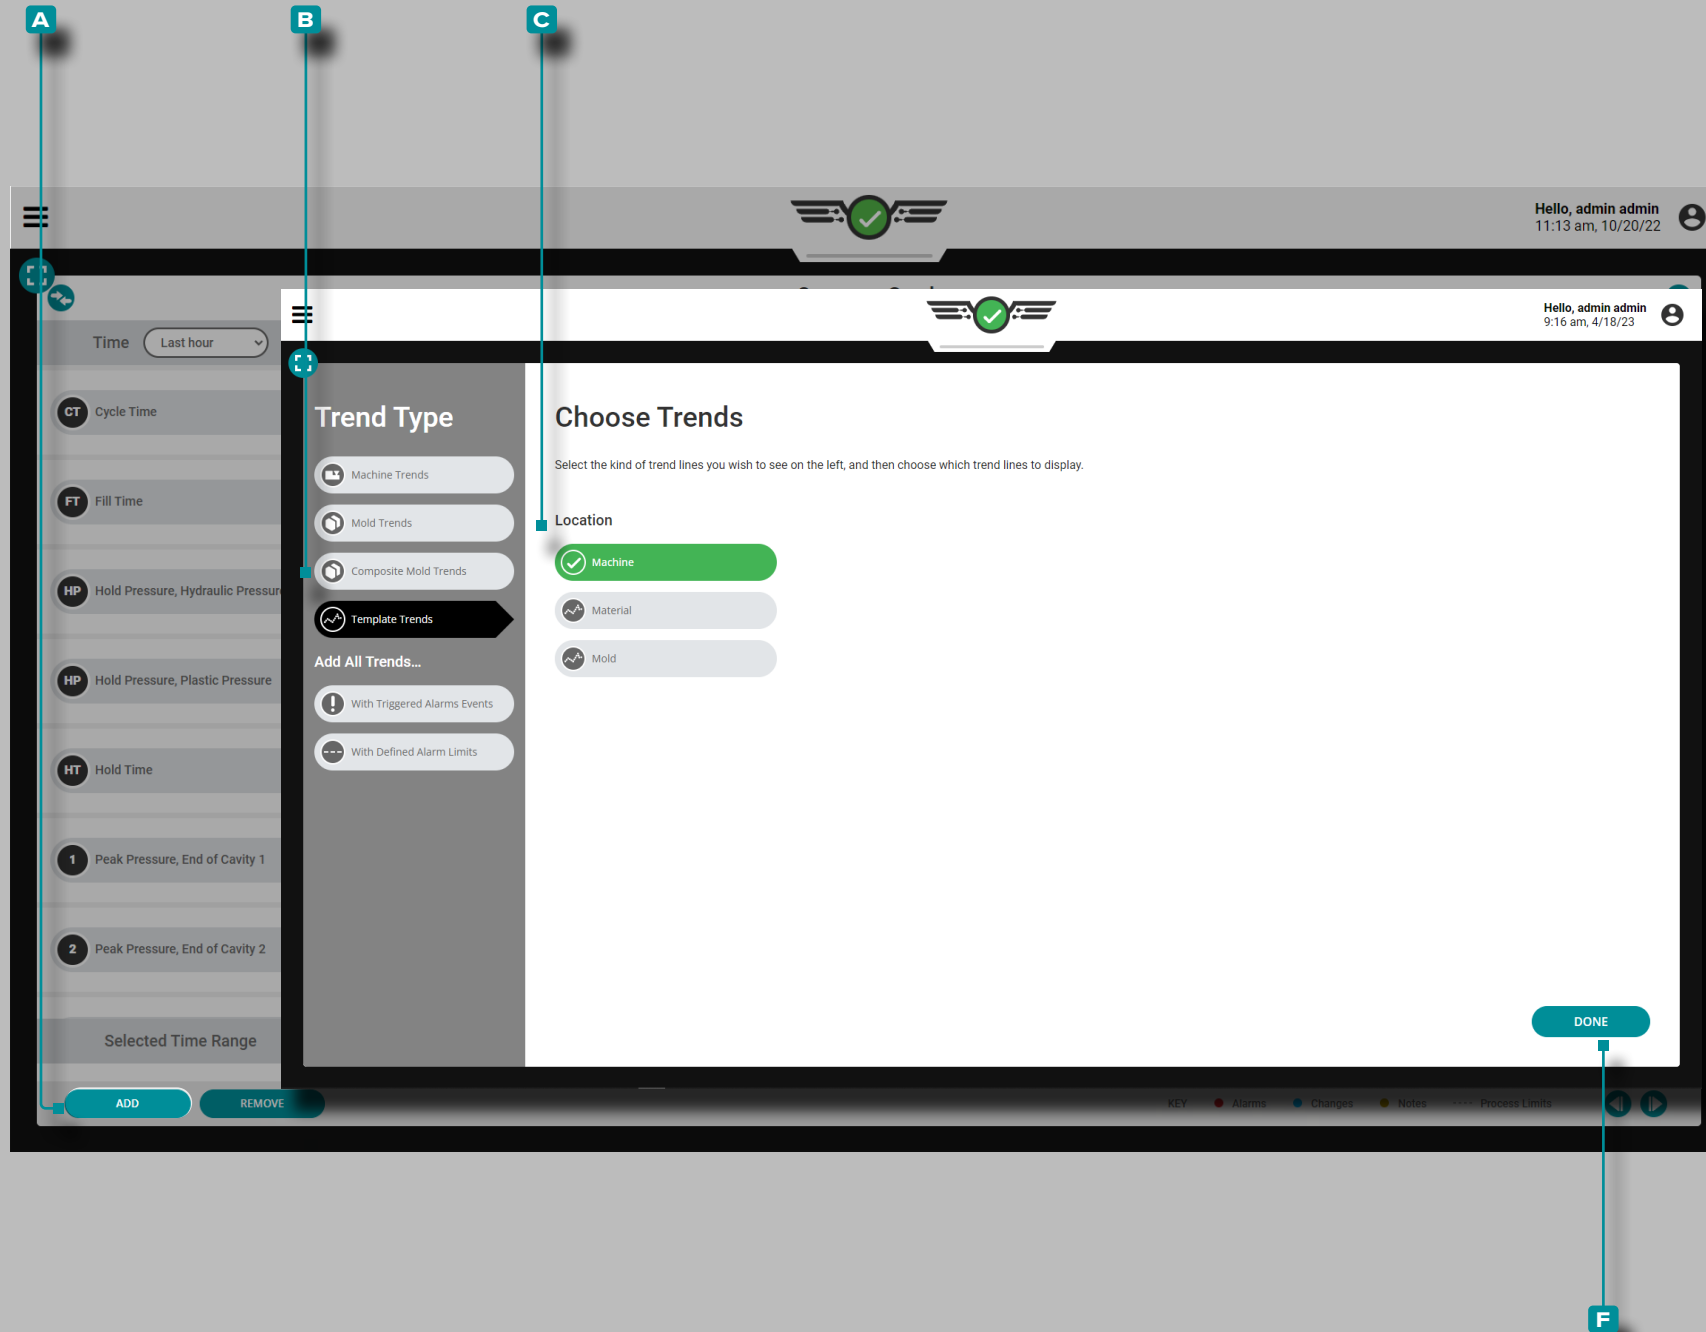 A
B
C
Hello, admin admin
11:13 am, 10/20/22
Hello, admin admin
9:16 am, 4/18/23
Time
Last hour
CT
Cycle Time
FT
Fill Time
HP
Hold Pressure, Hydraulic Pressure
HP
Hold Pressure, Plastic Pressure
HT
Hold Time
1
Peak Pressure, End of Cavity 1
2
Peak Pressure, End of Cavity 2
Selected Time Range
Trend Type
Machine Trends
Mold Trends
Composite Mold Trends
Template Trends
Add All Trends...
With Triggered Alarms Events
With Defined Alarm Limits
Choose Trends
Select the kind of trend lines you wish to see on the left, and then choose which trend lines to display.
Location
Machine
Material
Mold
DONE
ADD
REMOVE
KEY
Alarms
Changes
Notes
Process Limits
F